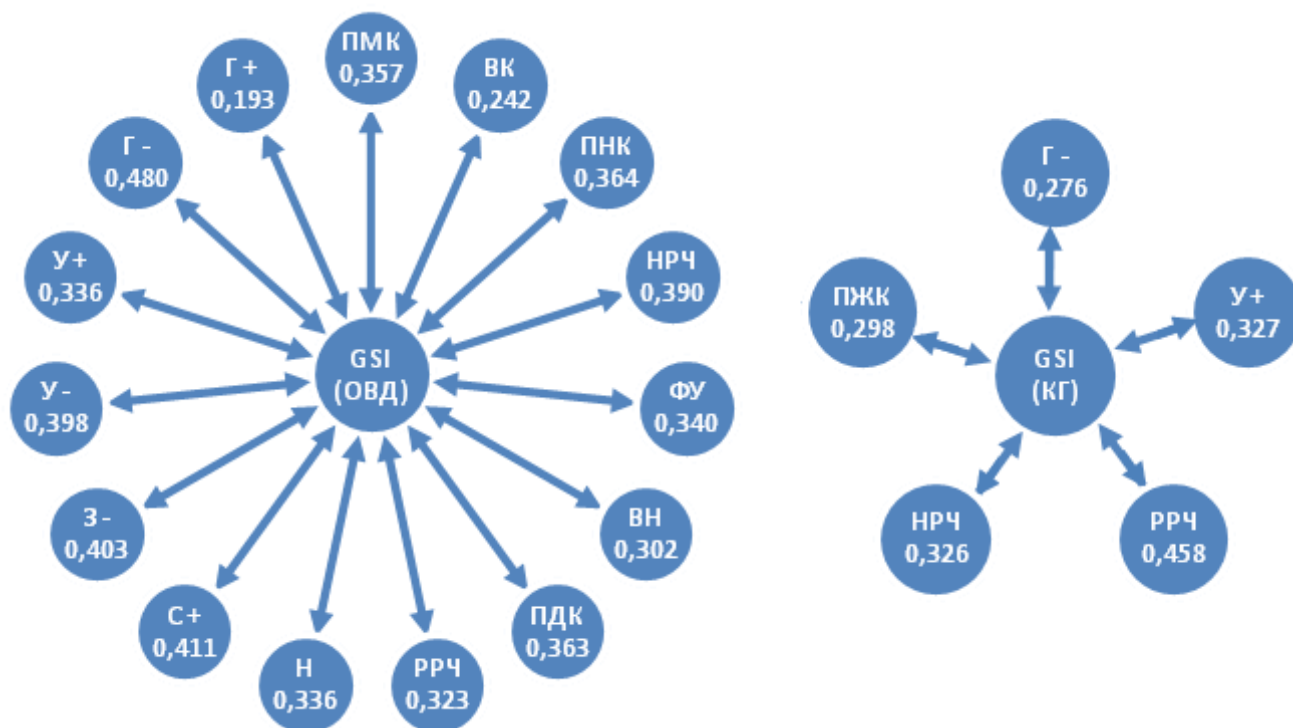 ПМК
0,357
ВК
0,242
ПНК
0,364
НРЧ
0,390
ФУ
0,340
ВН
0,302
ПДК
0,363
РРЧ
0,323
Н
0,336
С+
0,411
З -
0,403
У -
0,398
У+
0,336
Г -
0,480
Г+
0,193
GSI
(ОВД)
Г -
0,276
У+
0,327
РРЧ
0,458
НРЧ
0,326
ПЖК
0,298
GSI
(КГ)